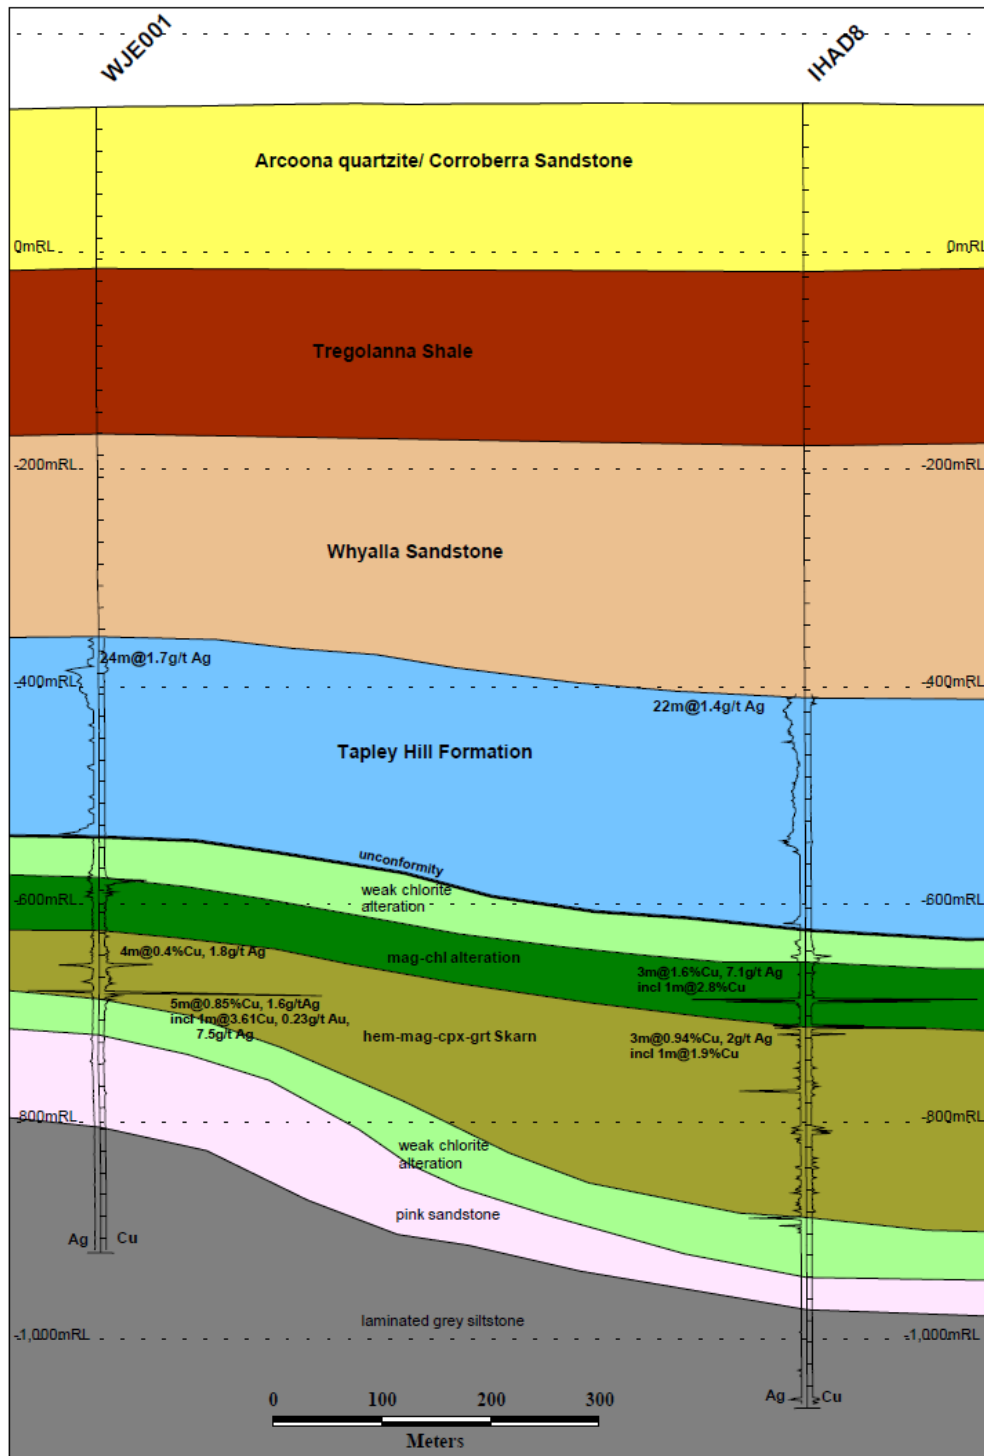 WJE001
IHAD8
Arcoona quartzite/ Corroberra Sandstone
0mRL
0mRL
Tregolanna Shale
-200mRL
-200mRL
Whyalla Sandstone
24m@1.7g/t Ag
-400mRL
-400mRL
22m@1.4g/t Ag
Tapley Hill Formation
unconformity
weak chlorite
alteration
-600mRL
-600mRL
4m@0.4%Cu, 1.8g/t Ag
mag-chl alteration
3m@1.6%Cu, 7.1g/t Ag
incl 1m@2.8%Cu
5m@0.85%Cu, 1.6g/tAg
incl 1m@3.61Cu, 0.23g/t Au,
7.5g/t Ag
hem-mag-cpx-grt Skarn
3m@0.94%Cu, 2g/t Ag
incl 1m@1.9%Cu
-800mRL
-800mRL
weak chlorite
alteration
pink sandstone
Ag Cu
laminated grey siltstone
-1,000mRL
-1,000mRL
Ag Cu
0 100 200 300
Meters